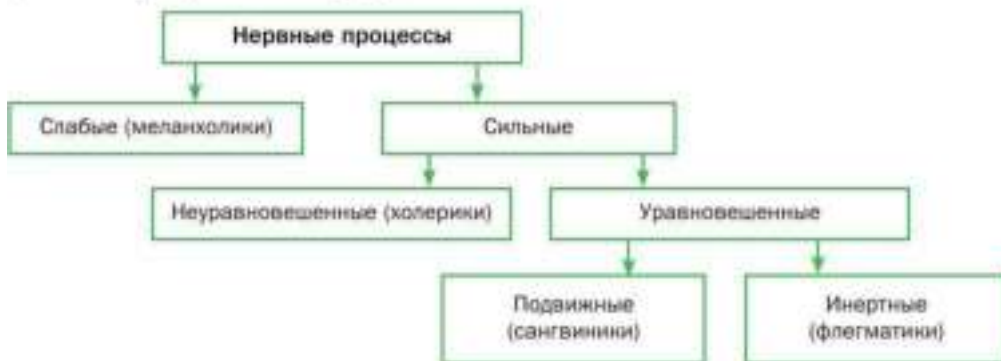 Нервные процессы
Слабые (меланхолики)
Сильные
Неуравновешенные (холерики)
Уравновешенные
Подвижные
(сангвиники)
Инертные
(флегматики)